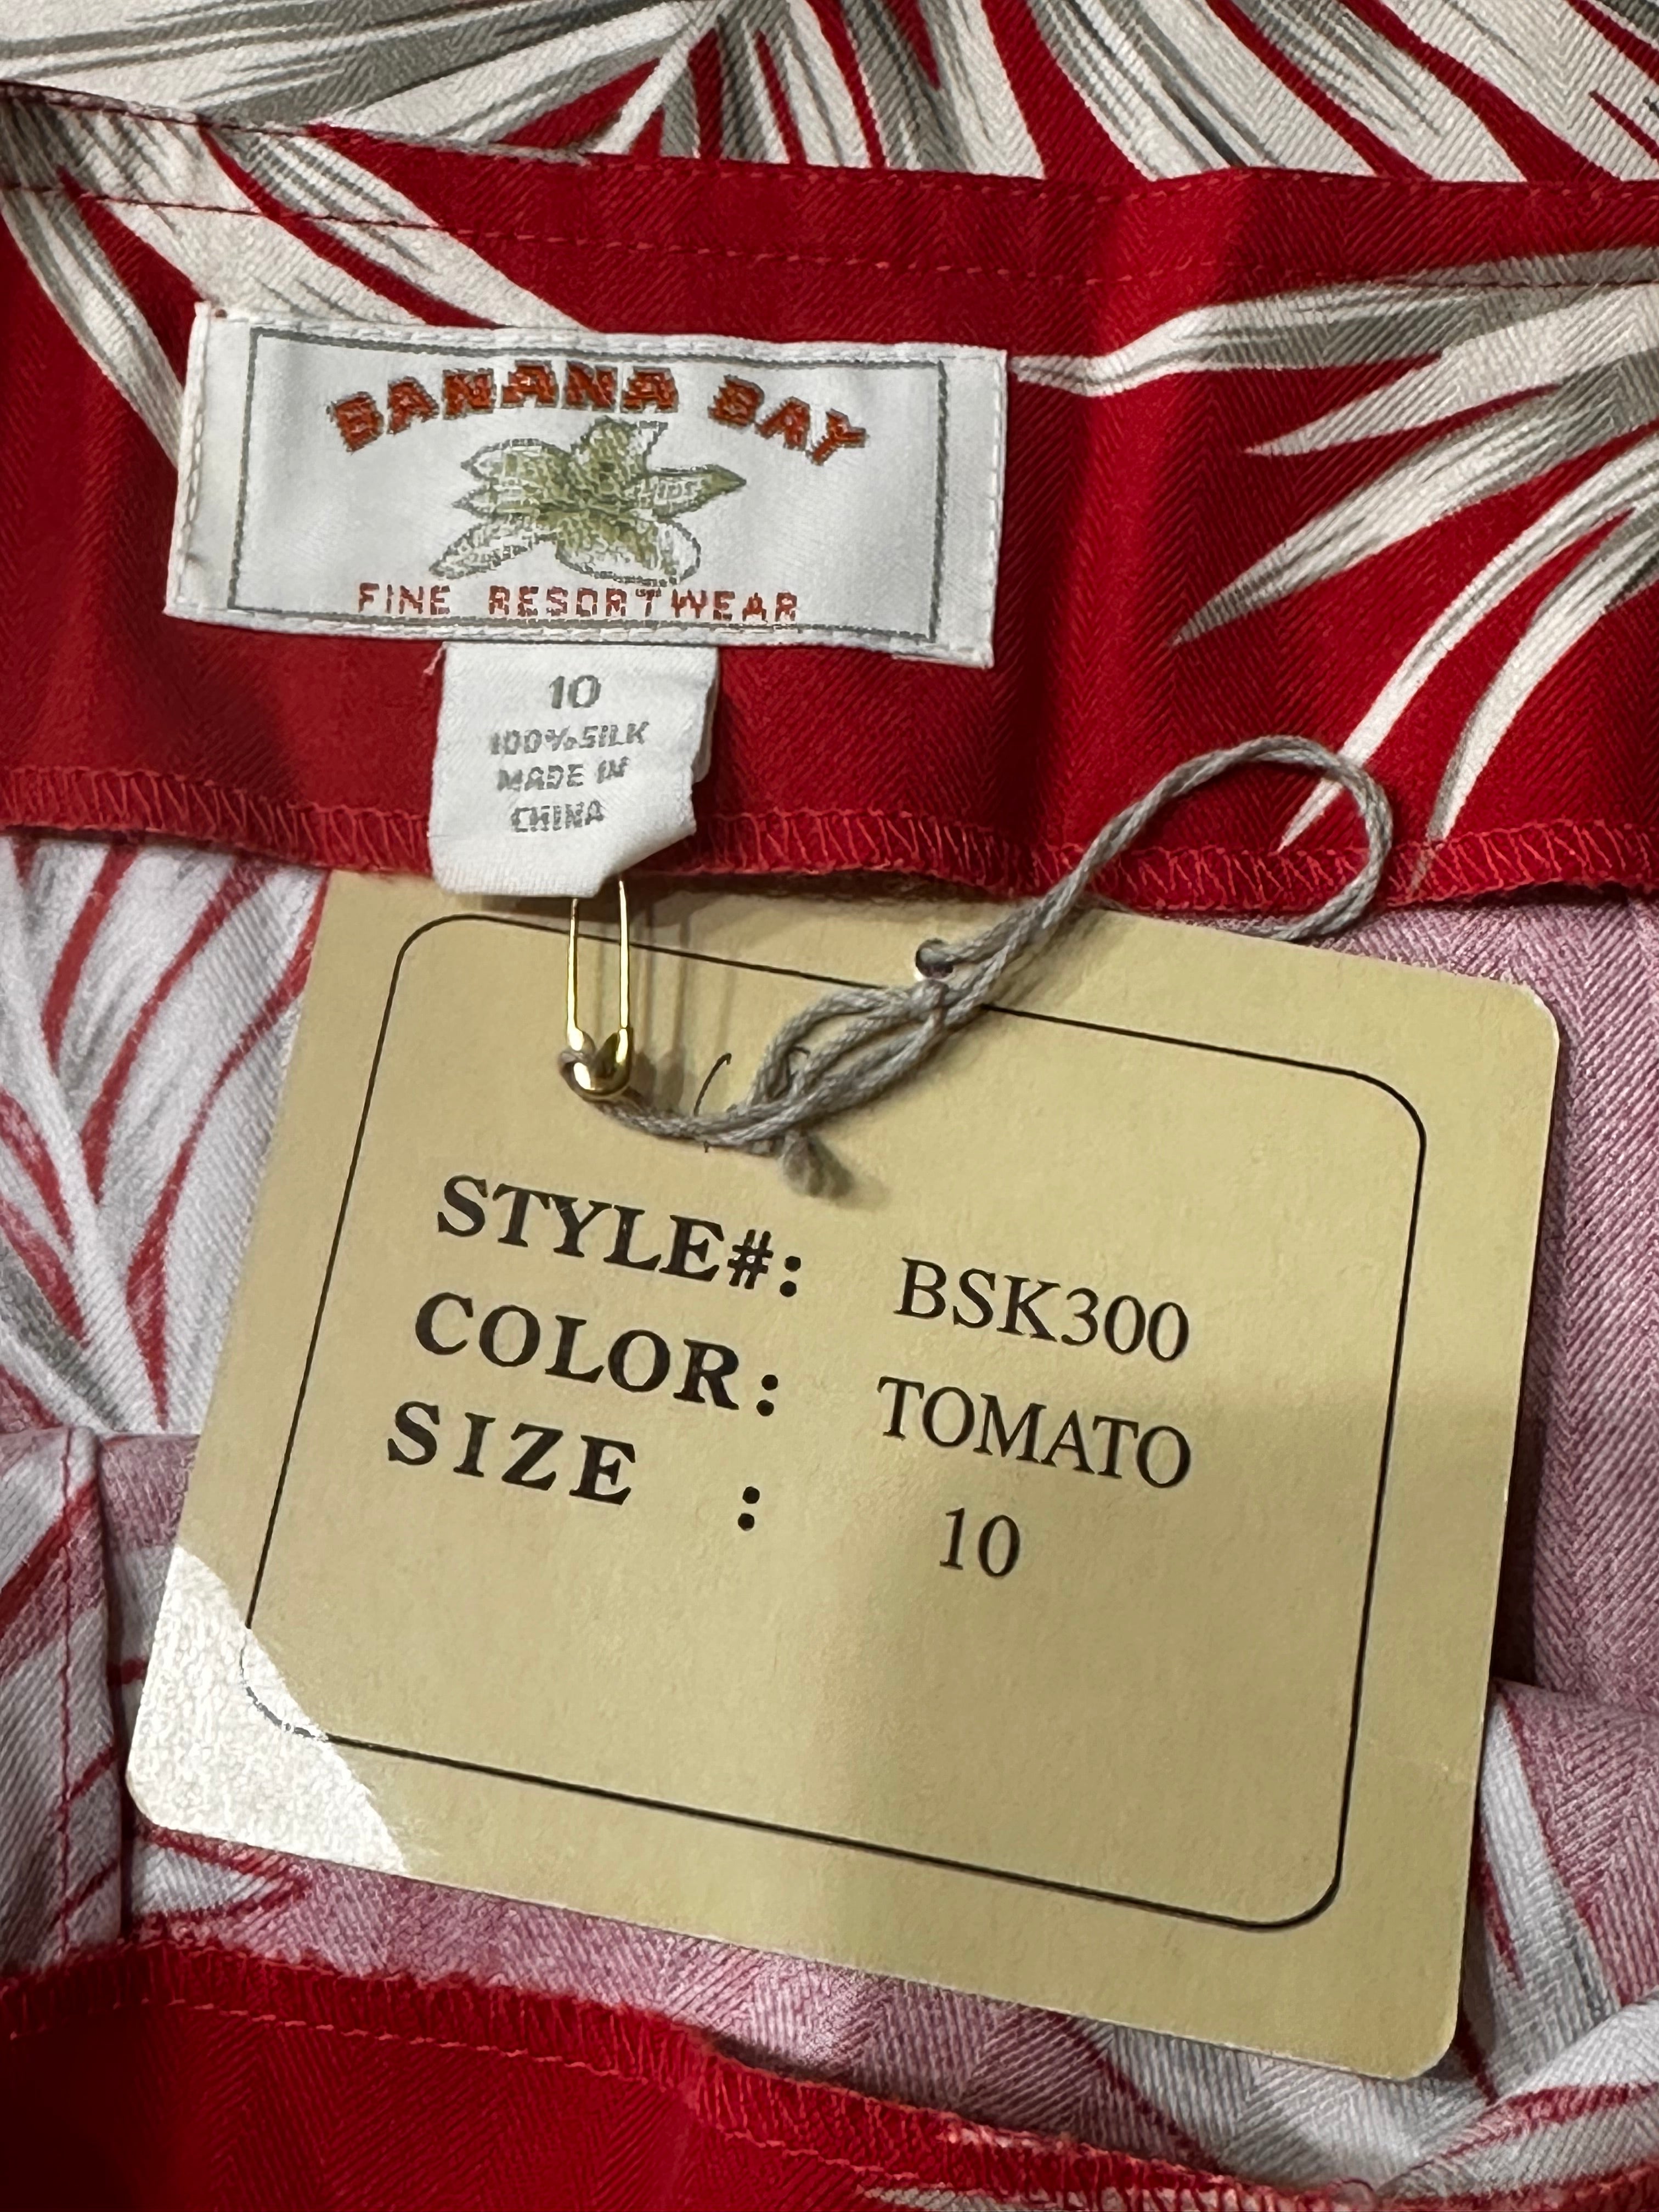 BANANA BAY
FINE RESORTWEAR
10
100% SILK
MADE IN
CHINA
STYLE#: BSK300
COLOR: TOMATO
SIZE : 10